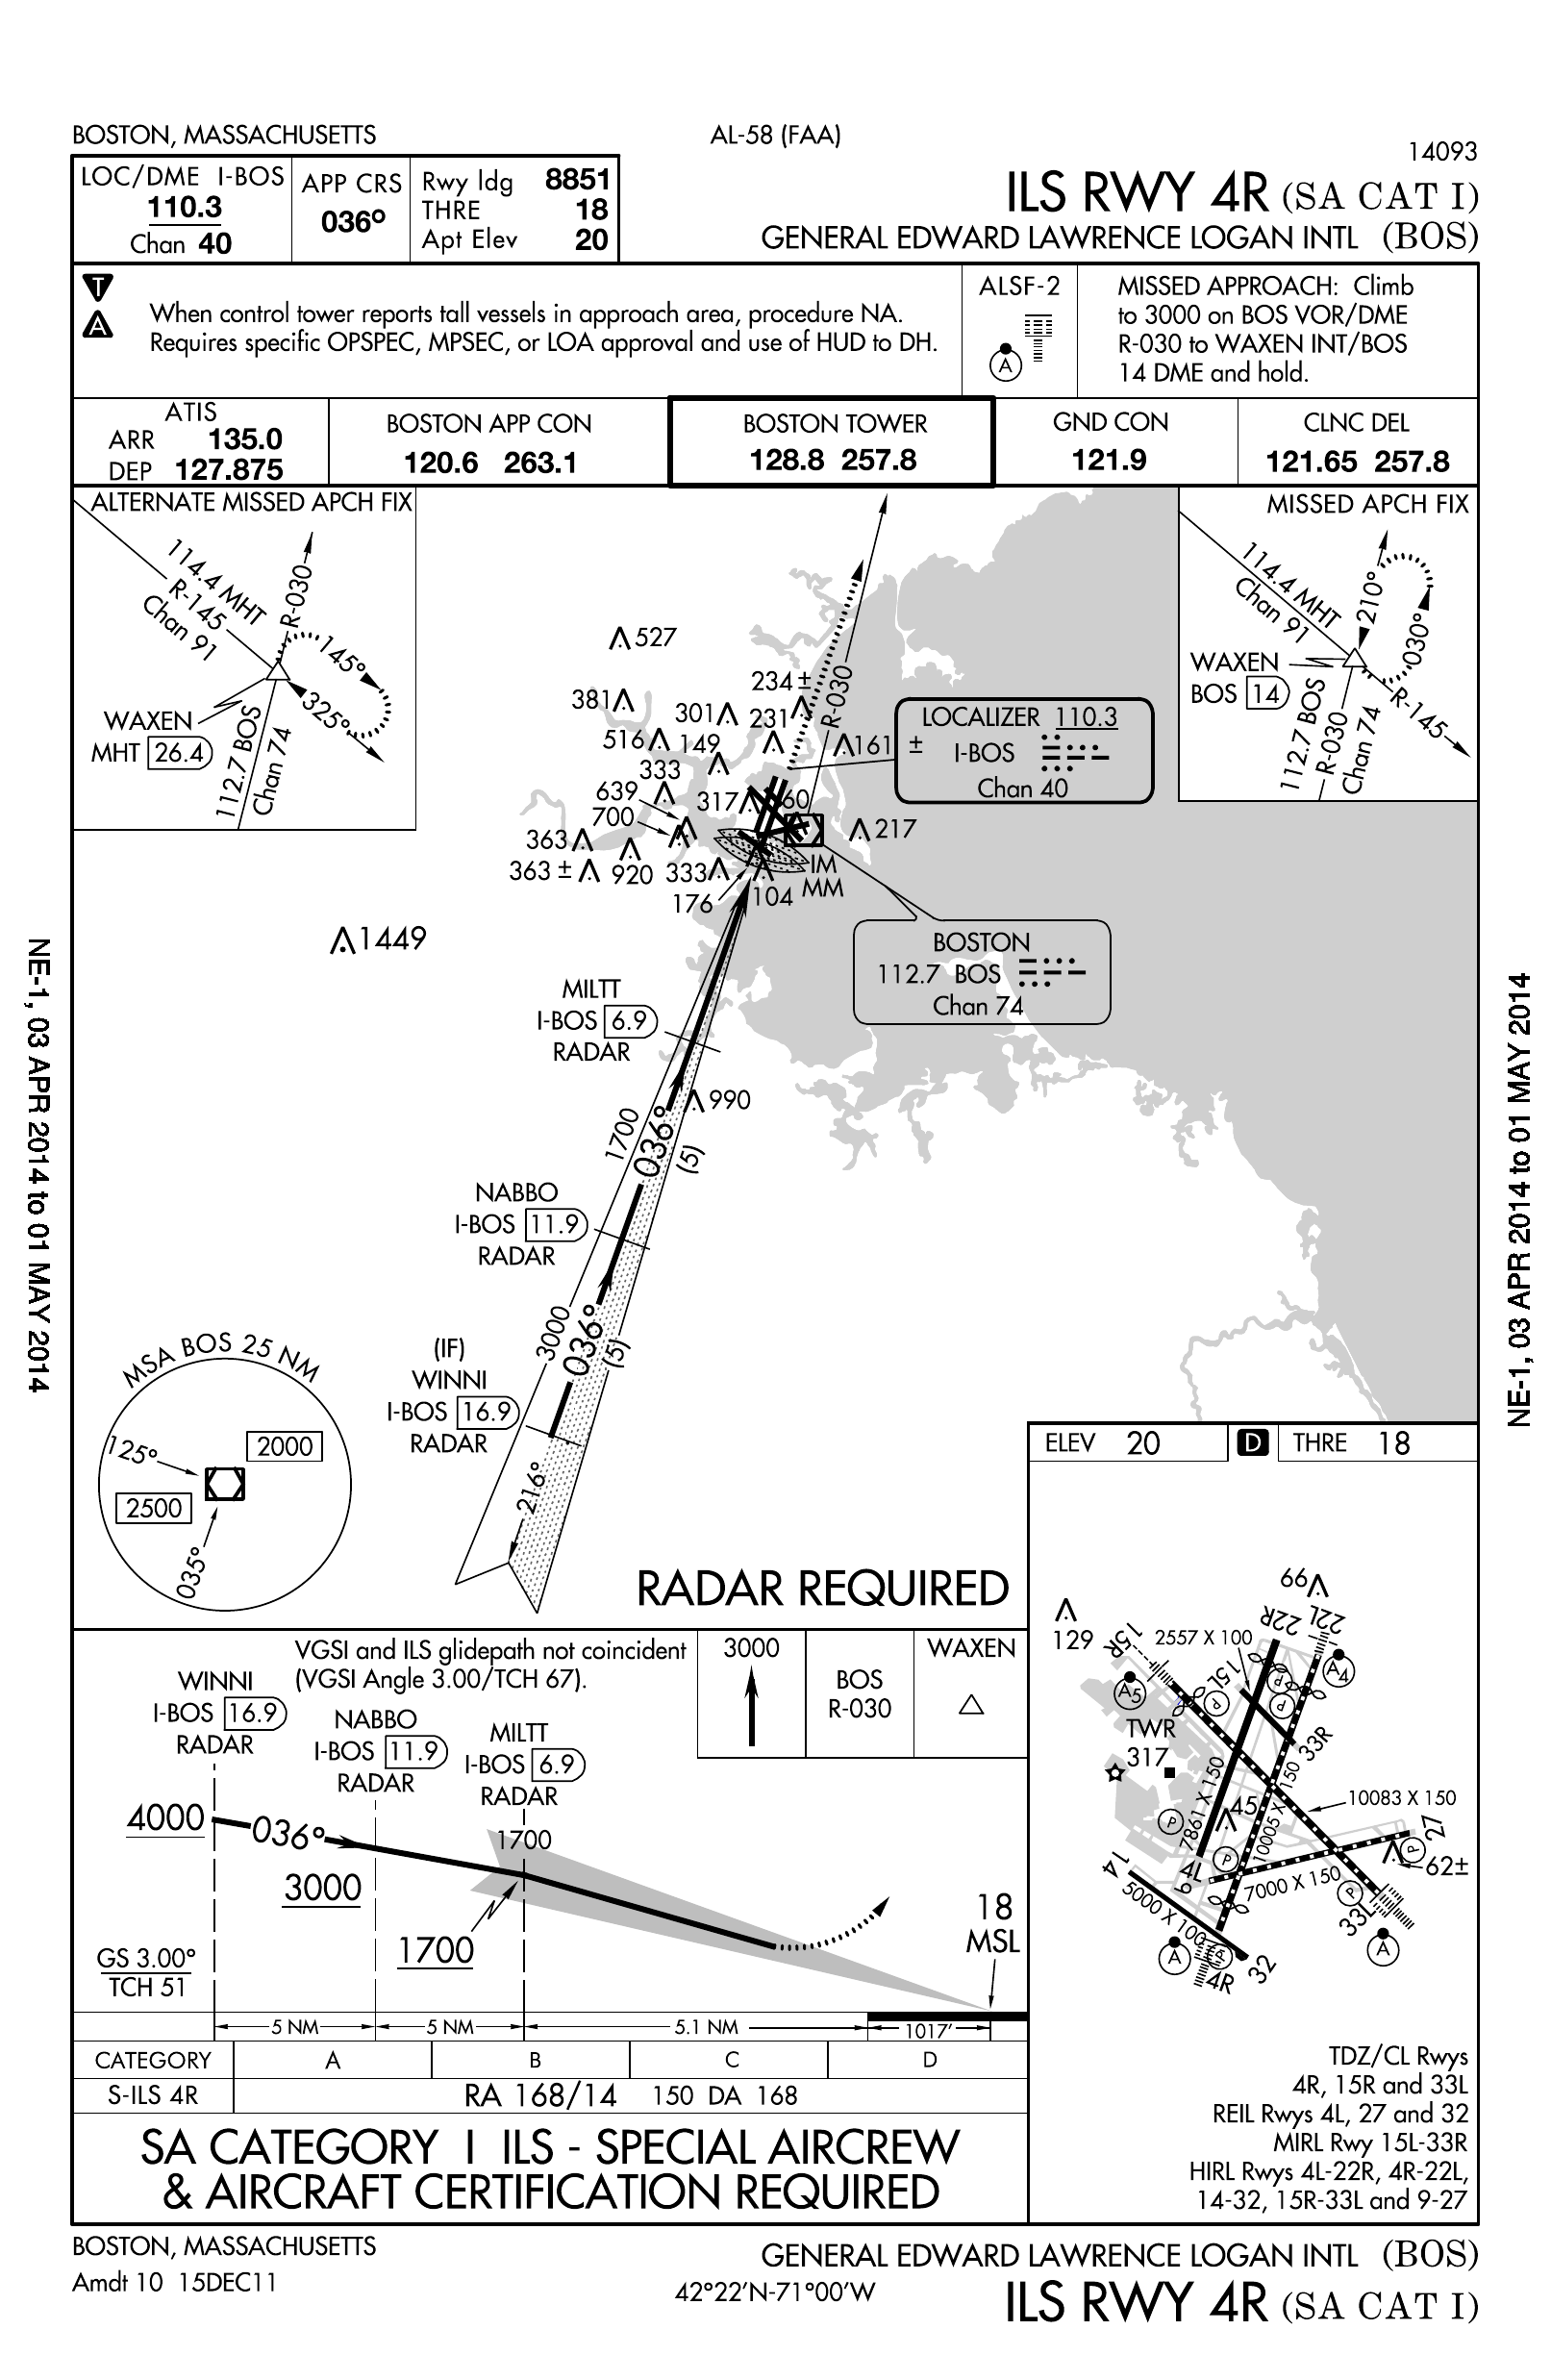 BOSTON, MASSACHUSETTS
AL-58 (FAA)
14093
LOC/DME I-BOS
110.3
Chan 40
APP CRS
036°
Rwy ldg 8851
THRE 18
Apt Elev 20
ILS RWY 4R (SA CAT I)
GENERAL EDWARD LAWRENCE LOGAN INTL (BOS)
T
A
When control tower reports tall vessels in approach area, procedure NA.
Requires specific OPSPEC, MPSEC, or LOA approval and use of HUD to DH.
ALSF-2
A
MISSED APPROACH: Climb
to 3000 on BOS VOR/DME
R-030 to WAXEN INT/BOS
14 DME and hold.
ATIS
ARR 135.0
DEP 127.875
BOSTON APP CON
120.6 263.1
BOSTON TOWER
128.8 257.8
GND CON
121.9
CLNC DEL
121.65 257.8
ALTERNATE MISSED APCH FIX
114.4 MHT
R-145
Chan 91
R-030
145°
325°
WAXEN
MHT 26.4
112.7 BOS
Chan 74
MISSED APCH FIX
114.4 MHT
Chan 91
210°
030°
WAXEN
BOS 14
R-145
112.7 BOS
R-030
Chan 74
527
381
234±
301
231
516
149
161 ±
333
639
317
60
700
363
217
363 ±
920
333
176
104
IM
MM
1449
990
R-030
LOCALIZER 110.3
I-BOS
Chan 40
BOSTON
112.7 BOS
Chan 74
MILTT
I-BOS 6.9
RADAR
1700
036°
(5)
NABBO
I-BOS 11.9
RADAR
3000
036°
(5)
(IF)
WINNI
I-BOS 16.9
RADAR
216°
MSA BOS 25 NM
125°
2000
2500
035°
RADAR REQUIRED
NE-1, 03 APR 2014 to 01 MAY 2014
NE-1, 03 APR 2014 to 01 MAY 2014
ELEV 20
D
THRE 18
99
129
15R
2557 X 100
22R
22L
A5
15L
P
P
P
A4
TWR
317
33R
7861 X 150
45
10005 X 150
10083 X 150
P
P
P
4L
9
27
62±
14
7000 X 150
5000 X 100
P
33L
P
4R
32
A
A
TDZ/CL Rwys
4R, 15R and 33L
REIL Rwys 4L, 27 and 32
MIRL Rwy 15L-33R
HIRL Rwys 4L-22R, 4R-22L,
14-32, 15R-33L and 9-27
VGSI and ILS glidepath not coincident
(VGSI Angle 3.00/TCH 67).
3000
BOS
R-030
WAXEN
WINNI
I-BOS 16.9
RADAR
NABBO
I-BOS 11.9
RADAR
MILTT
I-BOS 6.9
RADAR
4000
036°
1700
3000
1700
18
MSL
GS 3.00°
TCH 51
5 NM
5 NM
5.1 NM
1017'
CATEGORY A B C D
S-ILS 4R RA 168/14 150 DA 168
SA CATEGORY I ILS - SPECIAL AIRCREW
& AIRCRAFT CERTIFICATION REQUIRED
BOSTON, MASSACHUSETTS
Amdt 10 15DEC11
42°22'N-71°00'W
GENERAL EDWARD LAWRENCE LOGAN INTL (BOS)
ILS RWY 4R (SA CAT I)